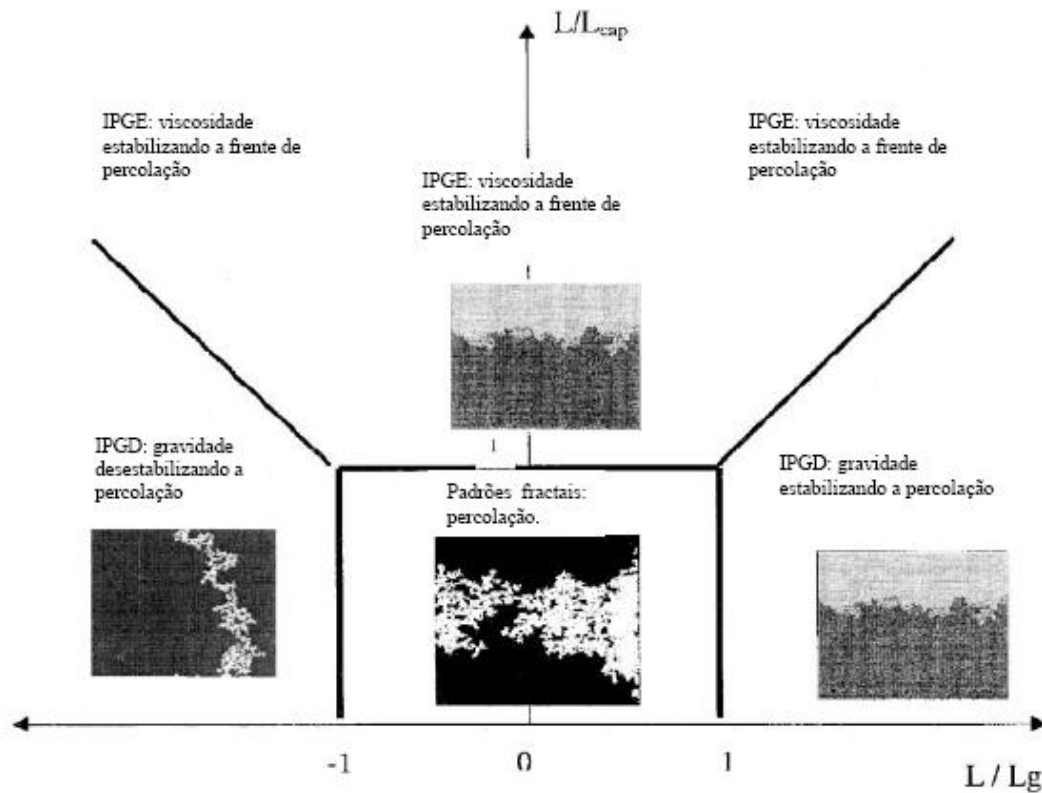 L/Lcap
IPGE: viscosidade
estabilizando a frente de
percolação
IPGE: viscosidade
estabilizando a frente de
percolação
IPGE: viscosidade
estabilizando a frente de
percolação
IPGD: gravidade
desestabilizando a
percolação
1
Padrões fractais:
percolação.
IPGD: gravidade
estabilizando a percolação
-1
0
1
L / Lg